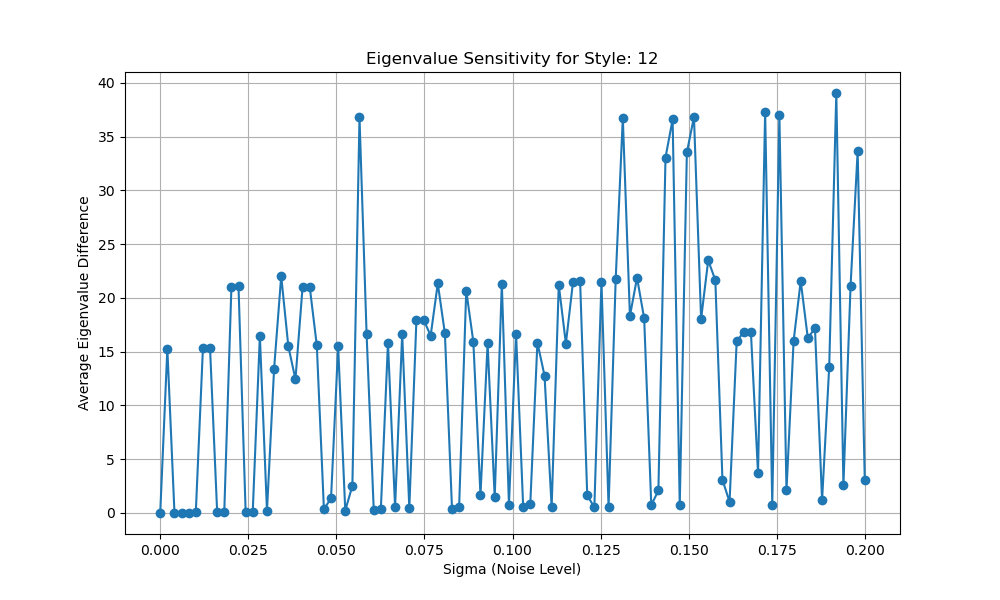 Eigenvalue Sensitivity for Style: 12
Average Eigenvalue Difference
40
35
30
25
20
15
10
5
0
0.000 0.025 0.050 0.075 0.100 0.125 0.150 0.175 0.200
Sigma (Noise Level)